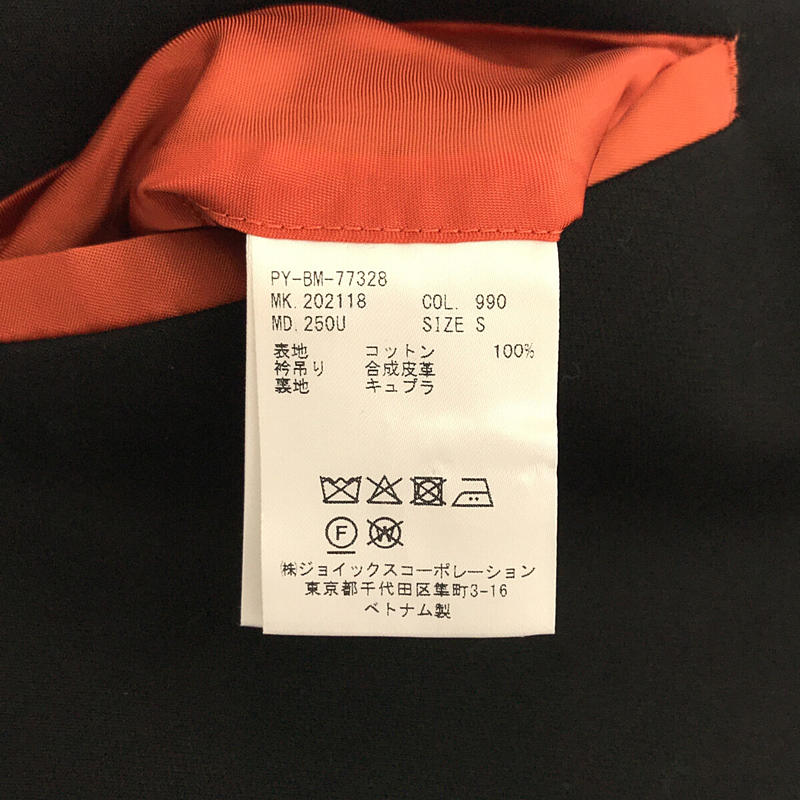 PY-BM-77328
MK. 202118 COL. 990
MD. 250U SIZE S
表地 コットン 100%
衿吊り 合成皮革
裏地 キュプラ
F W
㈱ジョイックスコーポレーション
東京都千代田区隼町3-16
ベトナム製